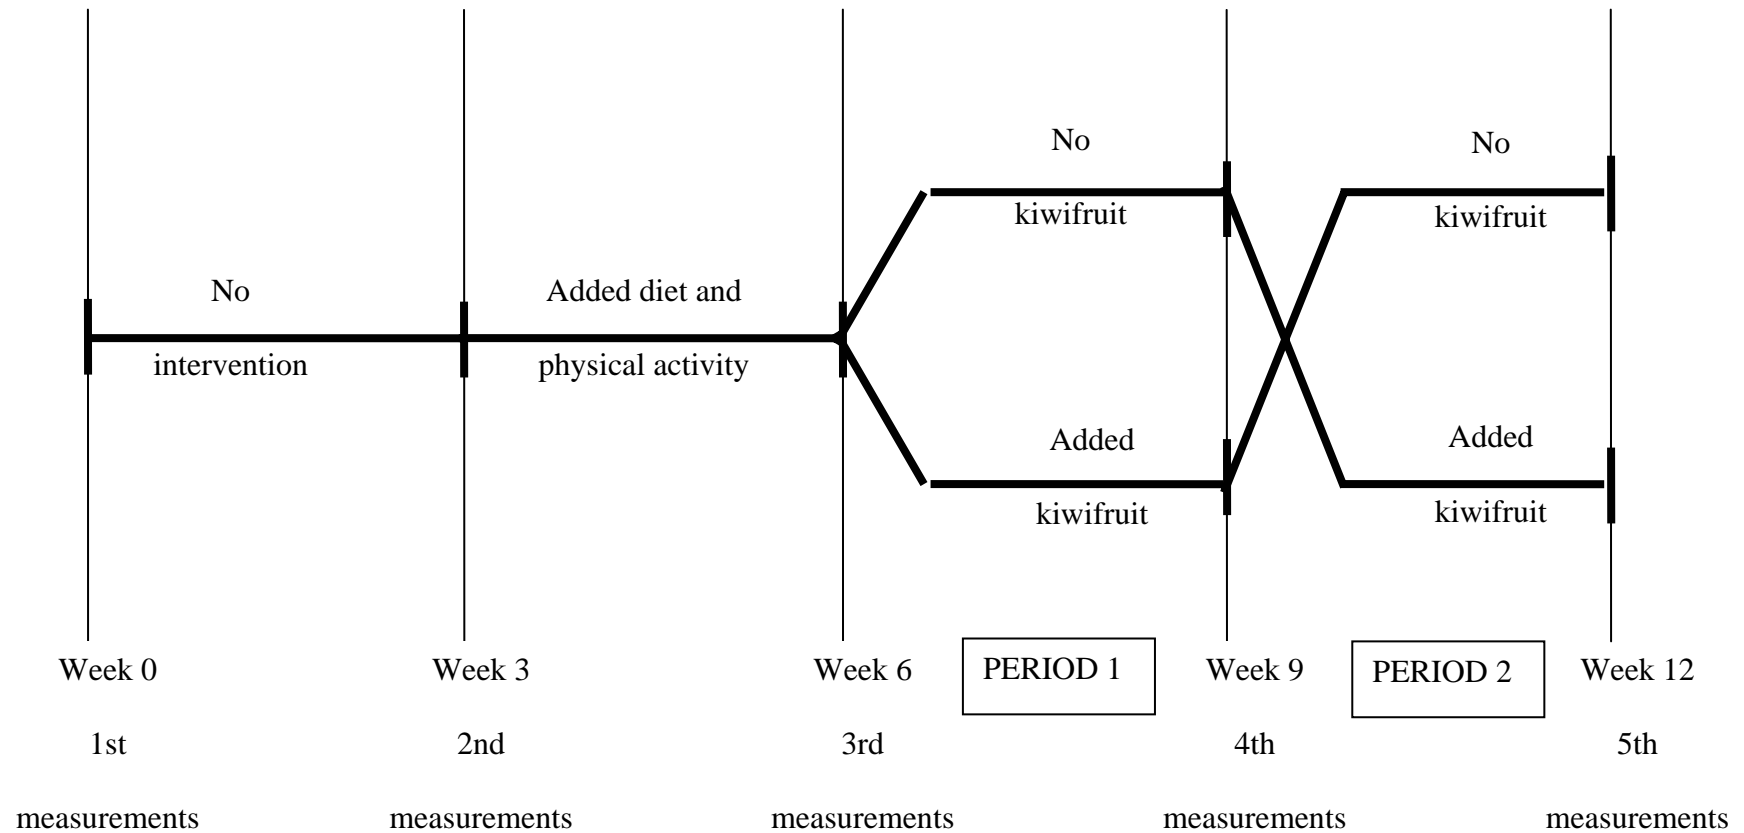 No
No
kiwifruit
kiwifruit
No
Added diet and
intervention
physical activity
Added
Added
kiwifruit
kiwifruit
Week 0
Week 3
Week 6
PERIOD 1
Week 9
PERIOD 2
Week 12
1st
2nd
3rd
4th
5th
measurements
measurements
measurements
measurements
measurements